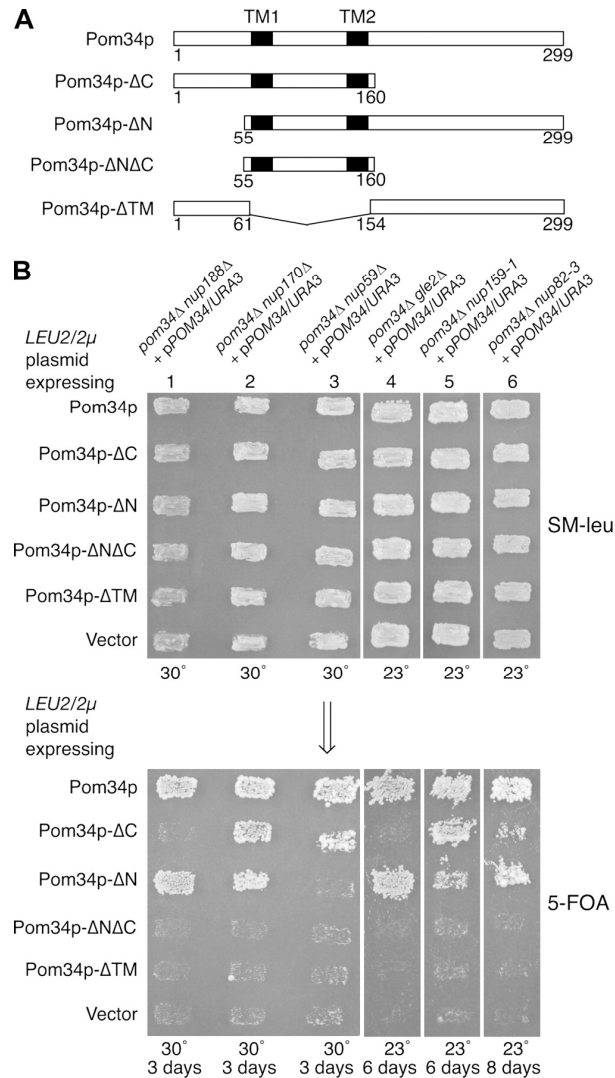 A
TM1 TM2
Pom34p
1 299
Pom34p-ΔC
1 160
Pom34p-ΔN
55 299
Pom34p-ΔNΔC
55 160
Pom34p-ΔTM
1 61 154 299
B
pom34Δ nup188Δ
+ pPOM34/URA3
pom34Δ nup170Δ
+ pPOM34/URA3
pom34Δ nup59Δ
+ pPOM34/URA3
pom34Δ gle2Δ
+ pPOM34/URA3
pom34Δ nup159-1
+ pPOM34/URA3
pom34Δ nup82-3
+ pPOM34/URA3
LEU2/2μ
plasmid
expressing
1 2 3 4 5 6
Pom34p
Pom34p-ΔC
Pom34p-ΔN
Pom34p-ΔNΔC
Pom34p-ΔTM
Vector
SM-leu
30° 30° 30° 23° 23° 23°
LEU2/2μ
plasmid
expressing
Pom34p
Pom34p-ΔC
Pom34p-ΔN
Pom34p-ΔNΔC
Pom34p-ΔTM
Vector
5-FOA
30° 30° 30° 23° 23° 23°
3 days 3 days 3 days 6 days 6 days 8 days